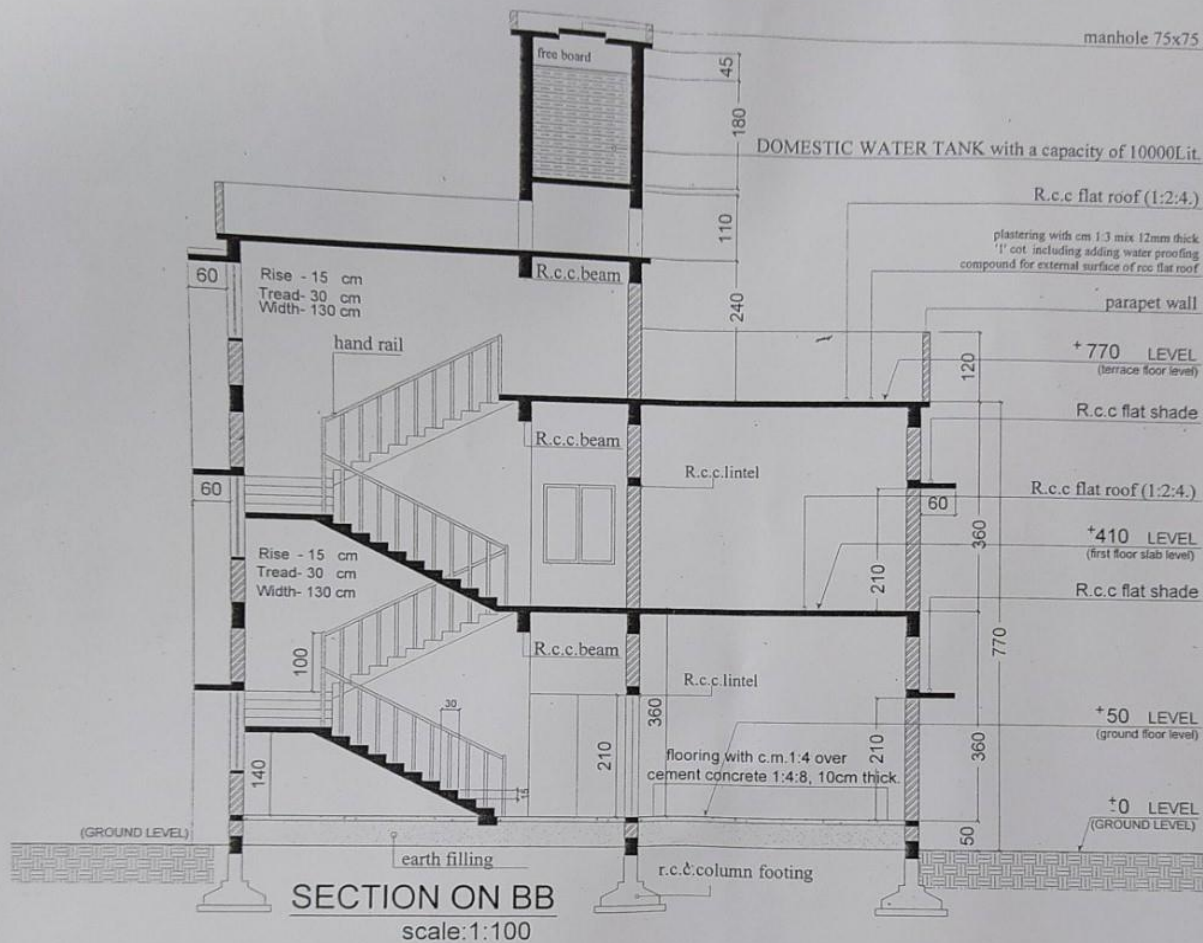 manhole 75x75
free board
45
180
DOMESTIC WATER TANK with a capacity of 10000Lit.
R.c.c flat roof (1:2:4.)
110
plastering with cm 1:3 mix 12mm thick
'1' cot including adding water proofing
compound for external surface of rcc flat roof
60
Rise - 15 cm
Tread- 30 cm
Width- 130 cm
R.c.c.beam
240
parapet wall
hand rail
+770 LEVEL
(terrace floor level)
120
R.c.c flat shade
R.c.c.beam
R.c.c.lintel
60
R.c.c flat roof (1:2:4.)
60
+410 LEVEL
(first floor slab level)
360
210
Rise - 15 cm
Tread- 30 cm
Width- 130 cm
R.c.c flat shade
R.c.c.beam
770
100
R.c.c.lintel
30
360
+50 LEVEL
(ground floor level)
210
210
360
flooring with c.m.1:4 over
cement concrete 1:4:8, 10cm thick.
140
15
±0 LEVEL
(GROUND LEVEL)
(GROUND LEVEL)
50
earth filling
r.c.c.column footing
SECTION ON BB
scale:1:100